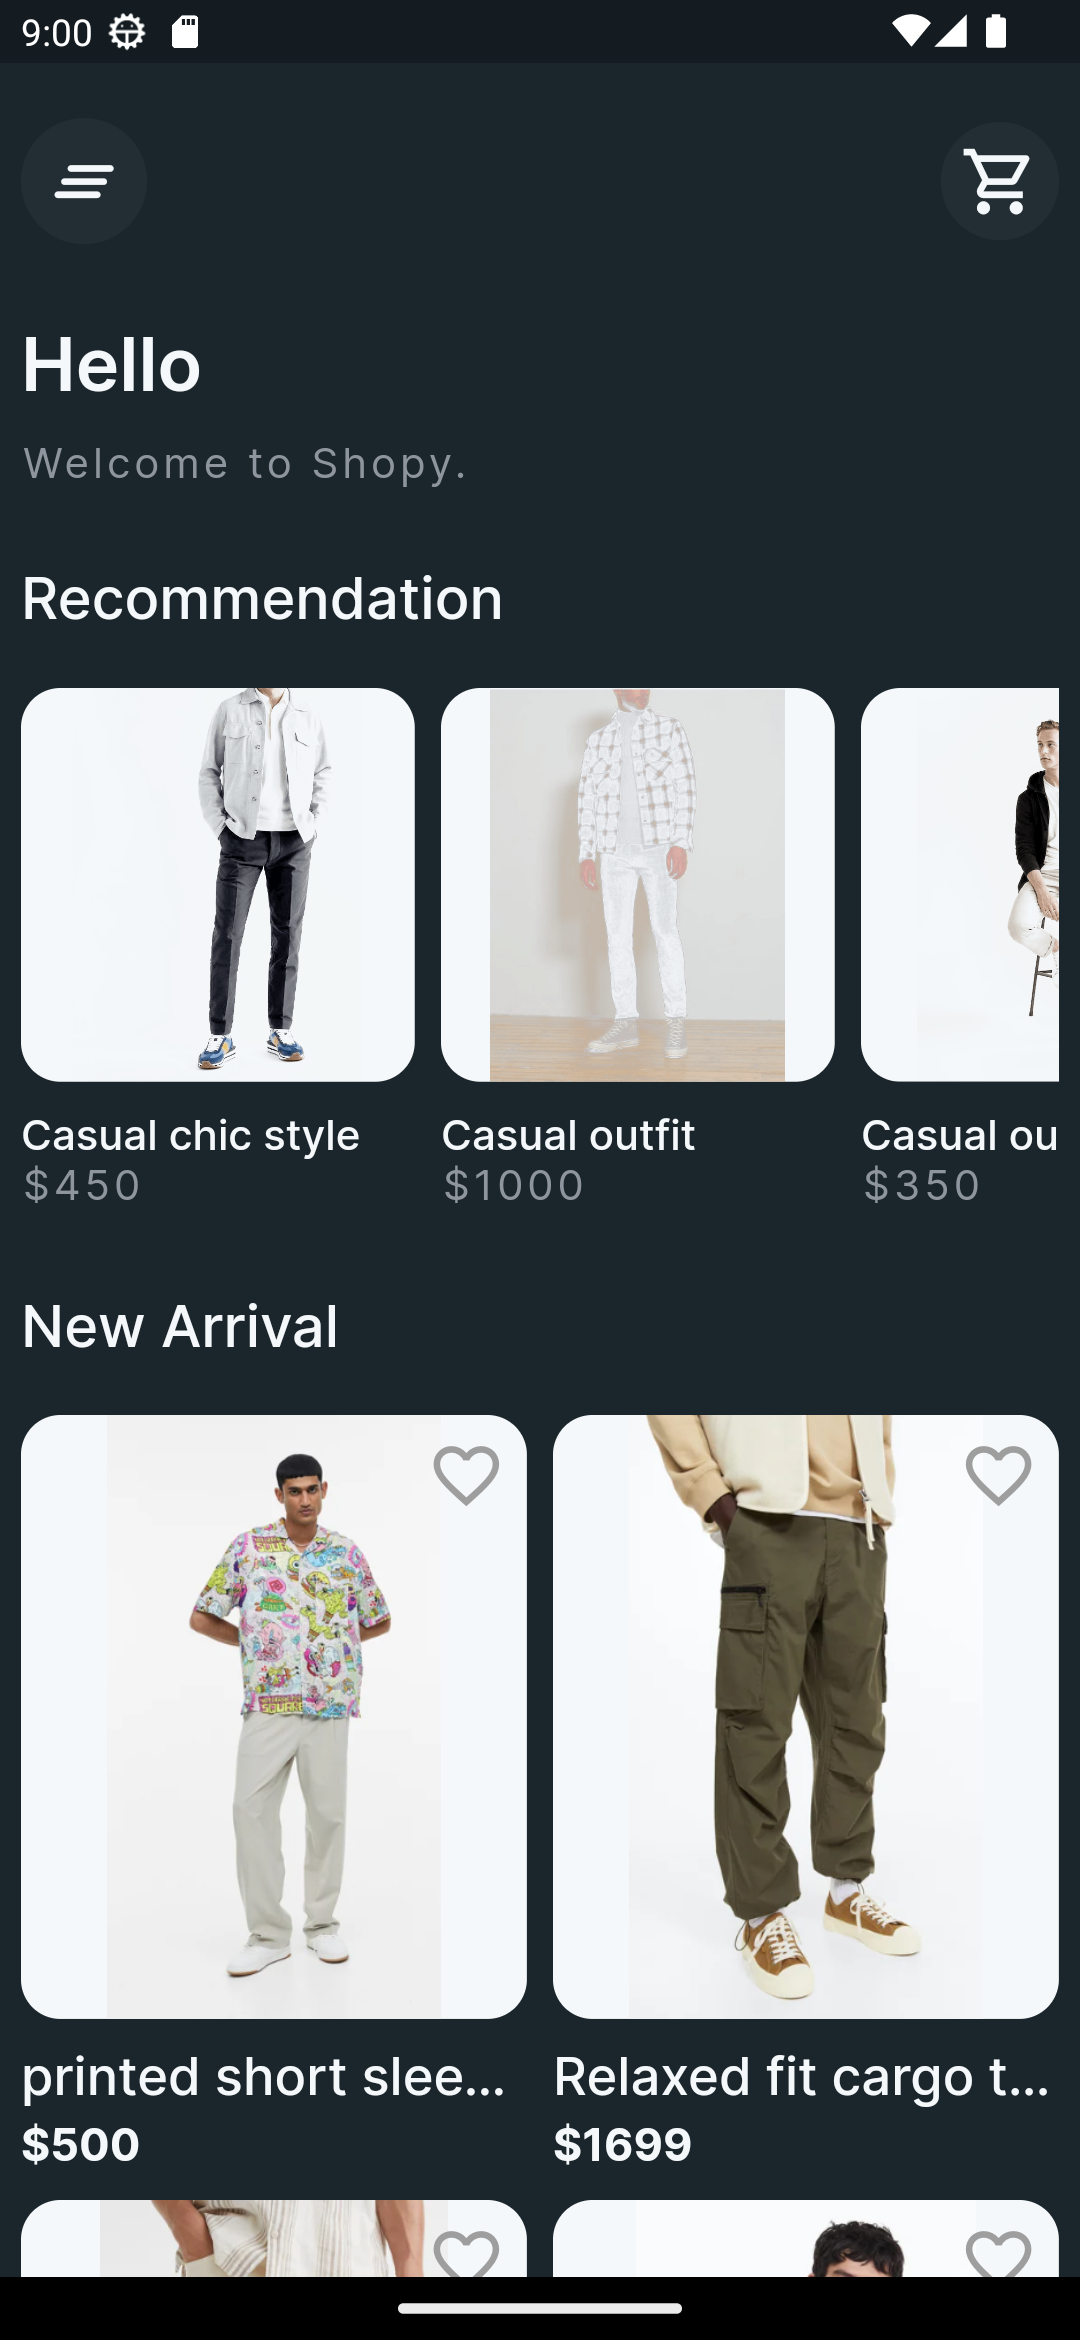 9:00
Hello
Welcome to Shopy.
Recommendation
Casual chic style
$450
Casual outfit
$1000
Casual ou
$350
New Arrival
printed short slee...
$500
Relaxed fit cargo t...
$1699